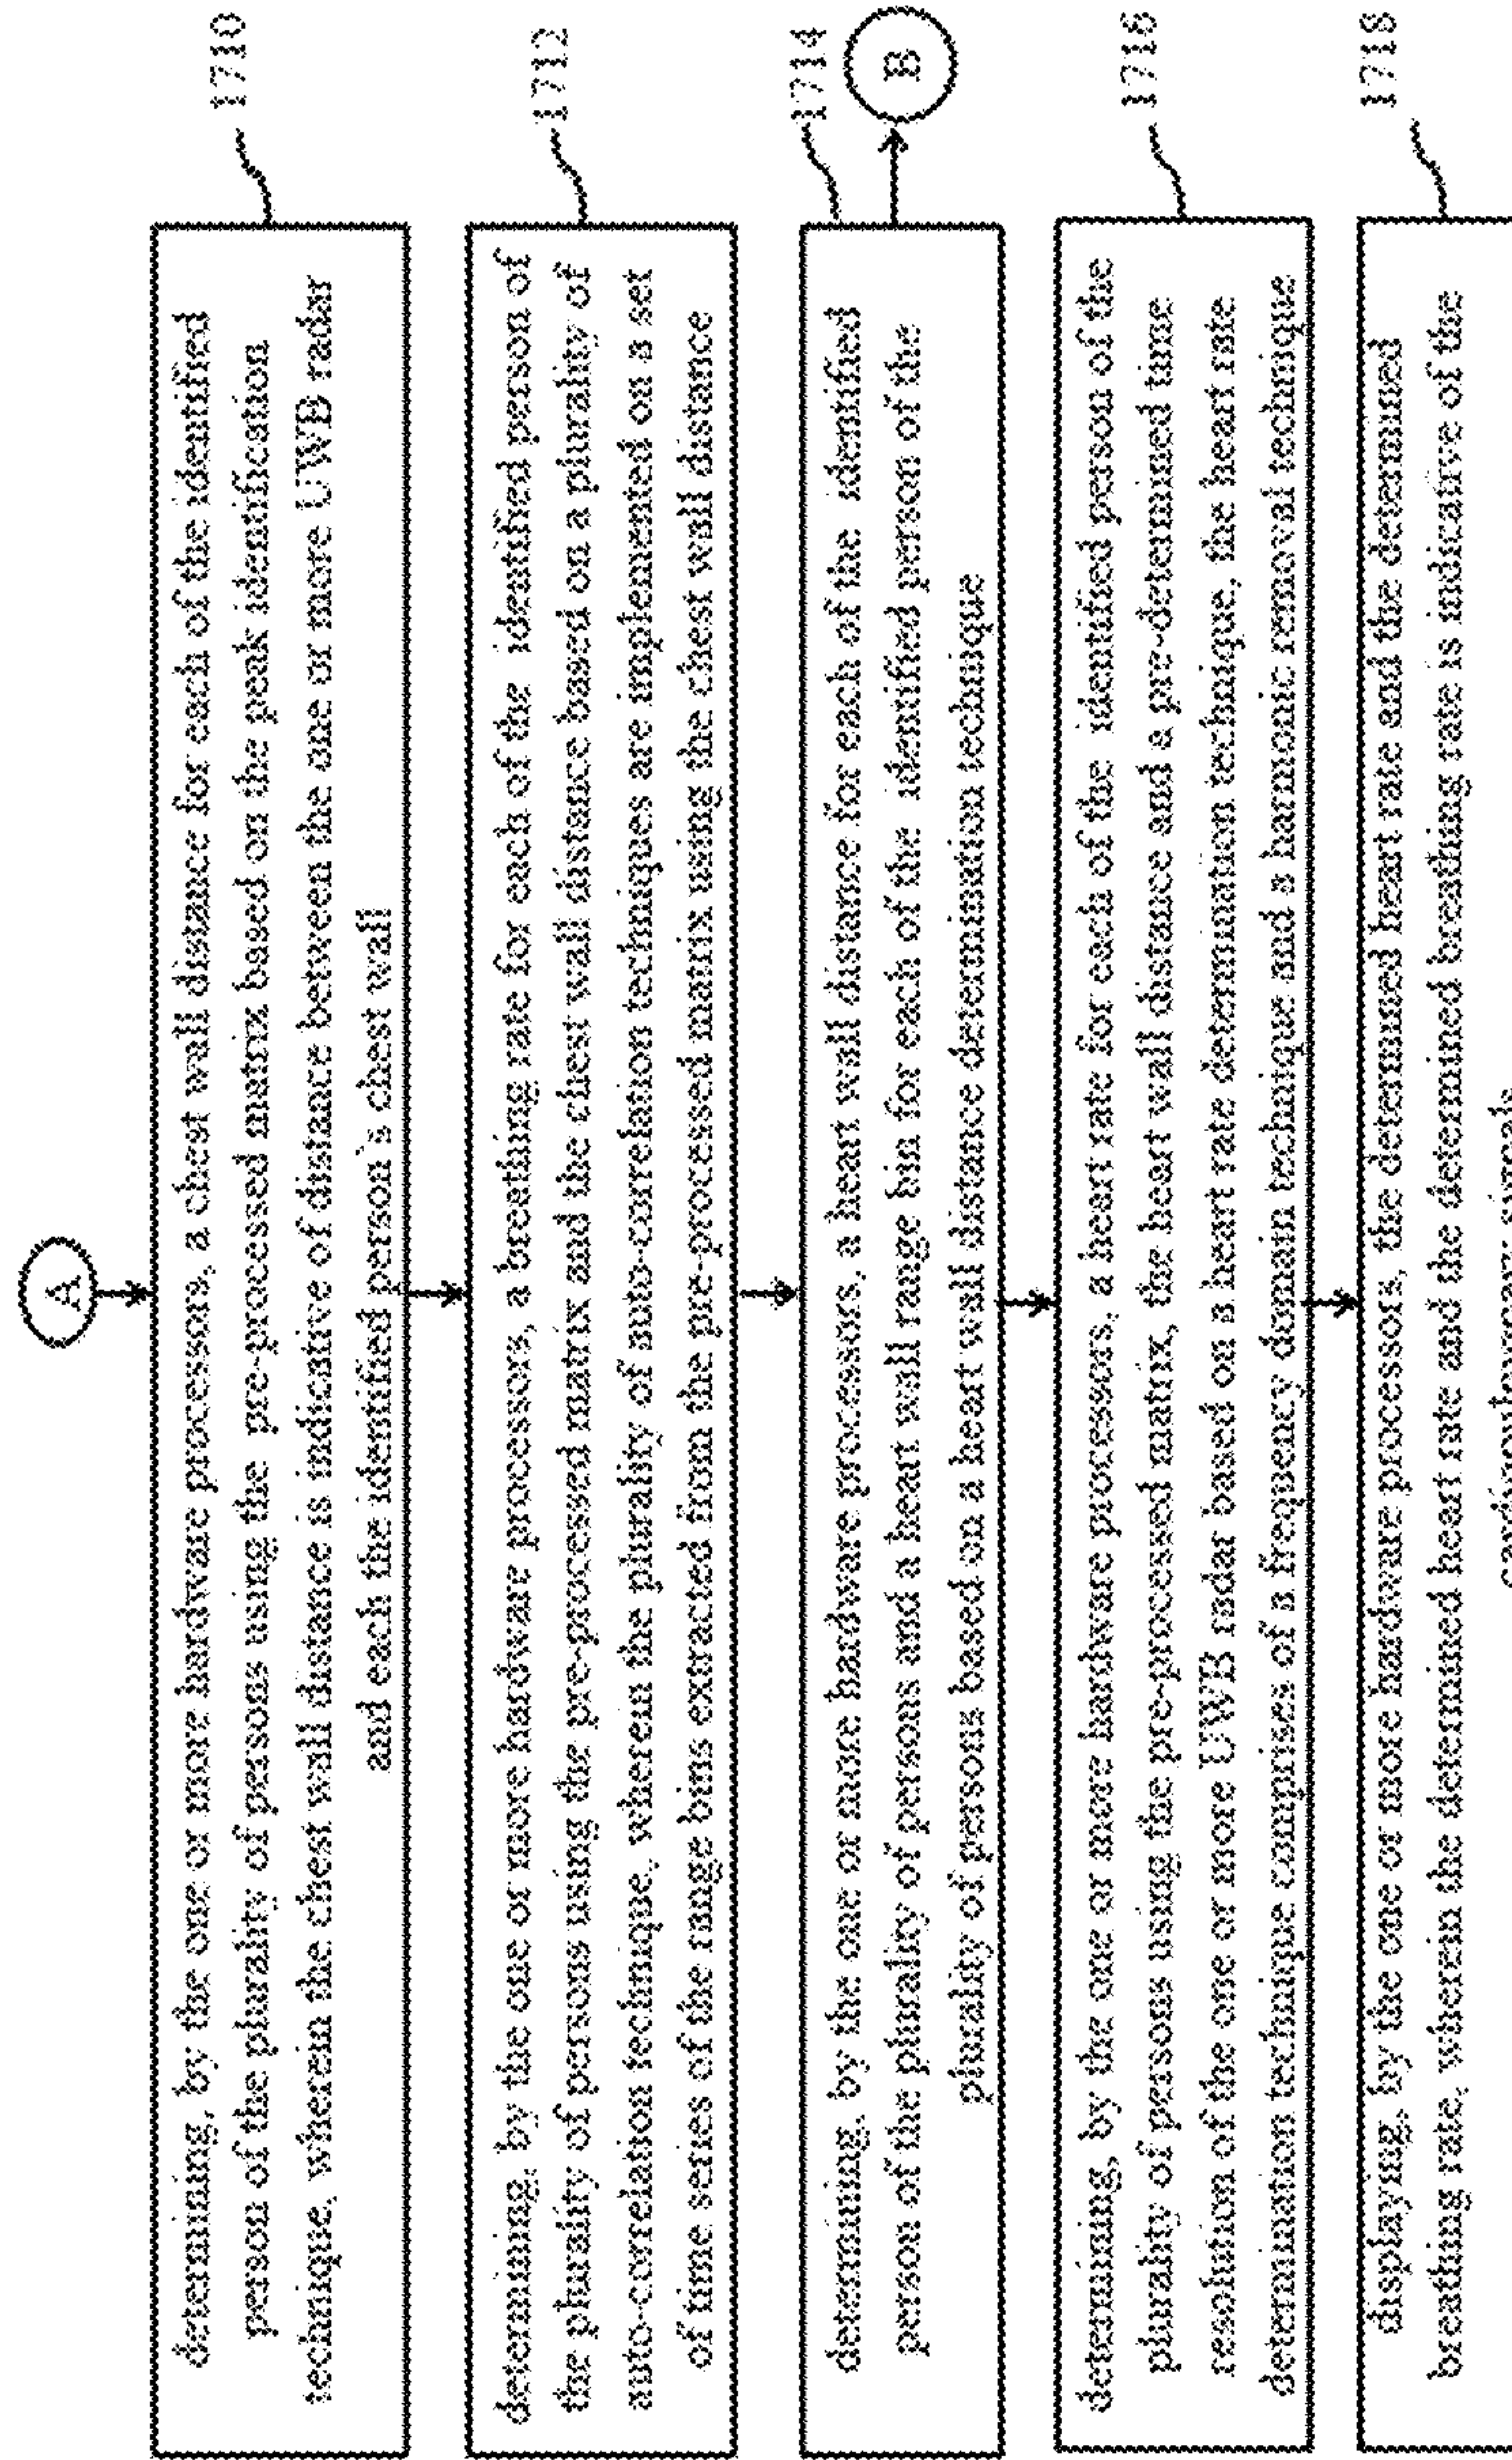 A
determining, by the one or more hardware processors, a chest wall distance for each of the identified
person of the plurality of persons using the pre-processed matrix based on the peak identification
technique, wherein the chest wall distance is indicative of distance between the one or more UWB radar
and each the identified person's chest wall
1710
determining, by the one or more hardware processors, a breathing rate for each of the identified person of
the plurality of persons using the pre-processed matrix and the chest wall distance based on a plurality of
auto-correlation technique, wherein the plurality of auto-correlation techniques are implemented on a set
of time series of the range bins extracted from the pre-processed matrix using the chest wall distance
1712
determining, by the one or more hardware processors, a heart wall distance for each of the identified
person of the plurality of persons and a heart will range bin for each of the identified person of the
plurality of persons based on a heart wall distance determination technique
1714
B
determining, by the one or more hardware processors, a heart rate for each of the identified person of the
plurality of persons using the pre-processed matrix, the heart wall distance and a pre-determined time
resolution of the one or more UWB radar based on a heart rate determination technique, the heart rate
determination technique comprises of a frequency domain technique and a harmonic removal technique
1716
displaying, by the one or more hardware processors, the determined heart rate and the determined
breathing rate, wherein the determined heart rate and the determined breathing rate is indicative of the
1718